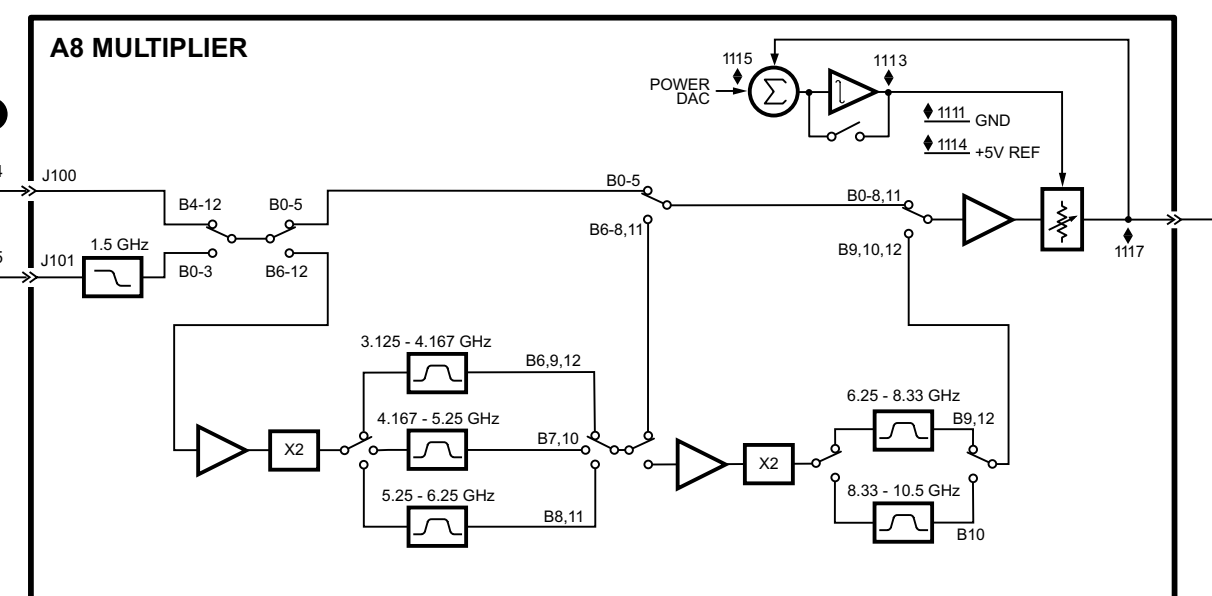 A8 MULTIPLIER
1115
1113
POWER
DAC
Σ
1111 GND
1114 +5V REF
J100
B4-12
B0-5
B0-5
B0-8,11
B6-8,11
1.5 GHz
J101
B0-3
B6-12
B9,10,12
1117
3.125 - 4.167 GHz
B6,9,12
6.25 - 8.33 GHz
4.167 - 5.25 GHz
B9,12
B7,10
X2
X2
5.25 - 6.25 GHz
8.33 - 10.5 GHz
B8,11
B10